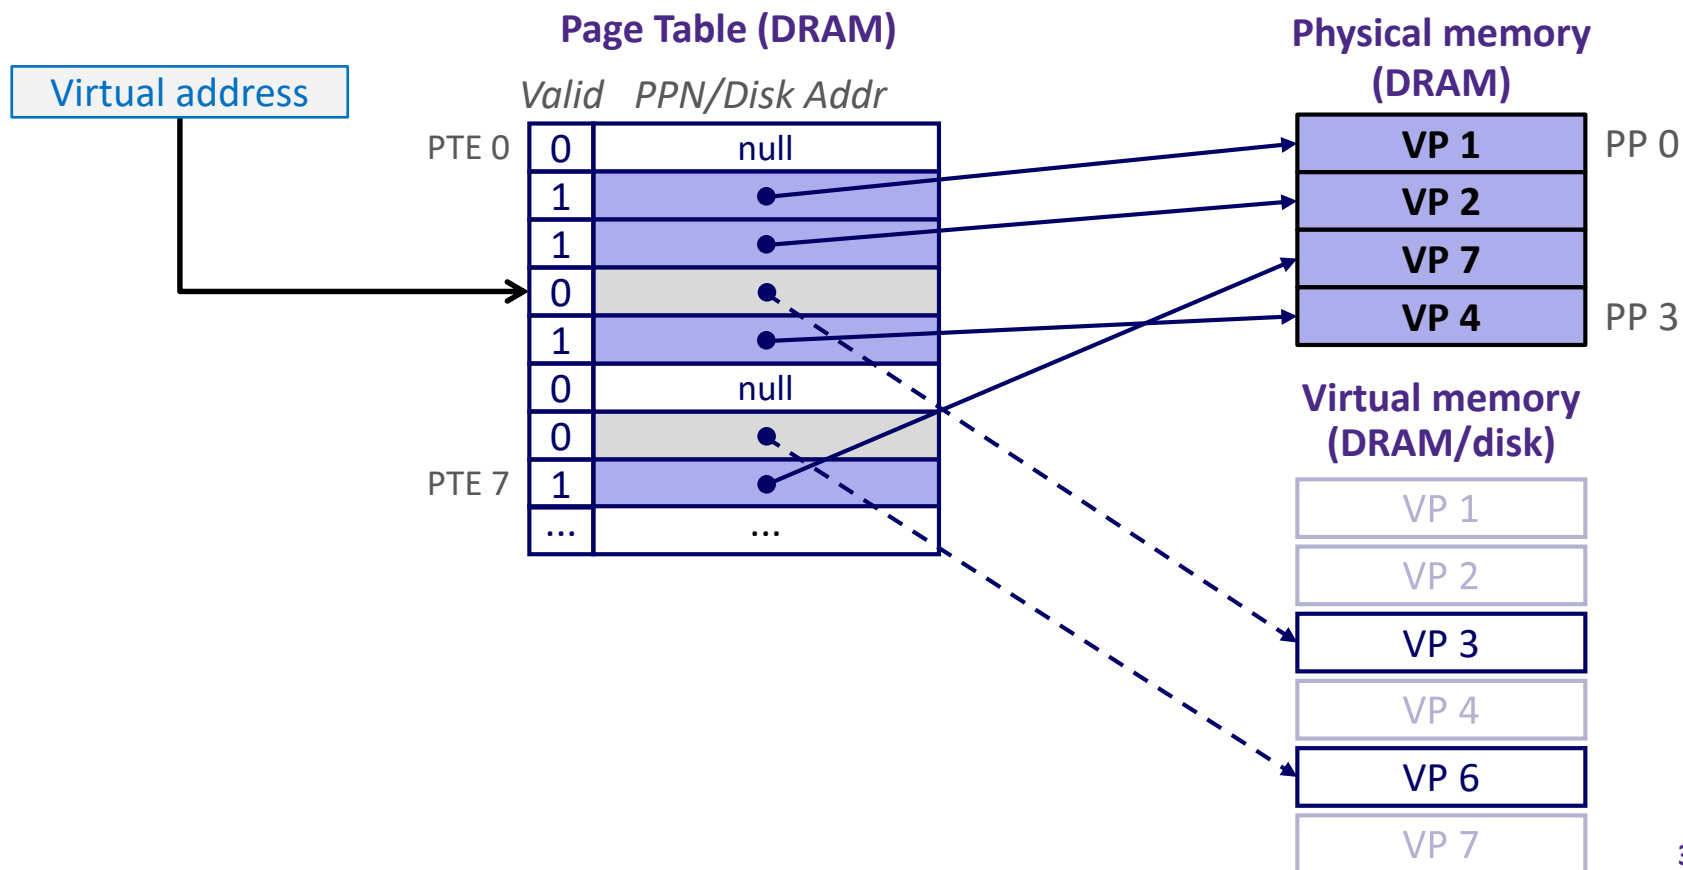 Page Table (DRAM)
Physical memory
(DRAM)
Virtual address
Valid PPN/Disk Addr
PTE 0 0 null
1
1
0
1
0 null
0
PTE 7 1
... ...
VP 1 PP 0
VP 2
VP 7
VP 4 PP 3
Virtual memory
(DRAM/disk)
VP 1
VP 2
VP 3
VP 4
VP 6
VP 7